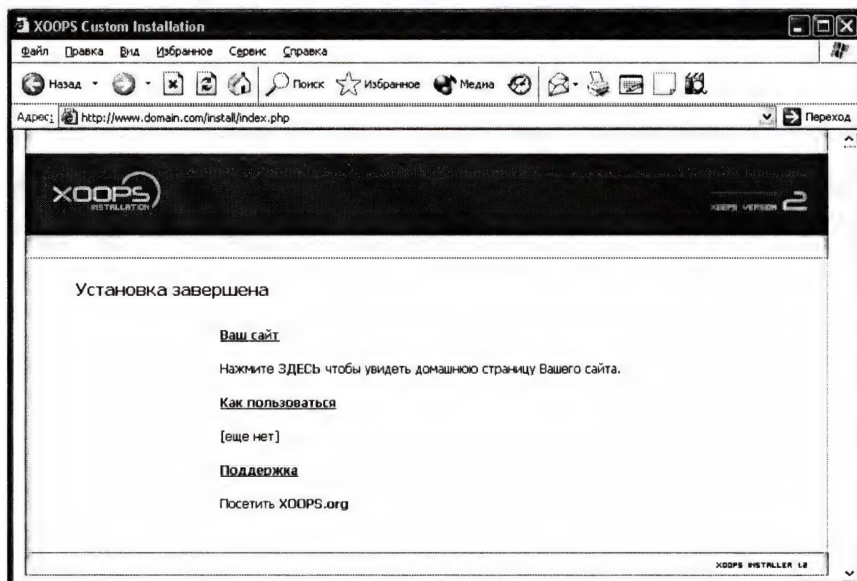 XOOPS Custom Installation
Файл Правка Вид Избранное Сервис Справка
Назад Поиск Избранное Медиа
Адрес: http://www.domain.com/install/index.php Переход
XOOPS
INSTALLATION
XOOPS VERSION 2
Установка завершена
Ваш сайт
Нажмите ЗДЕСЬ чтобы увидеть домашнюю страницу Вашего сайта.
Как пользоваться
[еще нет]
Поддержка
Посетить XOOPS.org
XOOPS INSTALLER 1.0